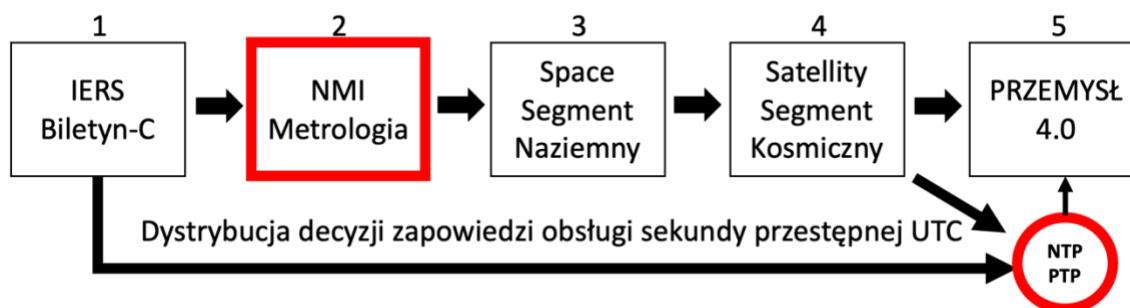 1
2
3
4
5
IERS
Biletyn-C
NMI
Metrologia
Space
Segment
Naziemny
Satellity
Segment
Kosmiczny
PRZEMYSŁ
4.0
Dystrybucja decyzji zapowiedzi obsługi sekundy przestępnej UTC
NTP
PTP